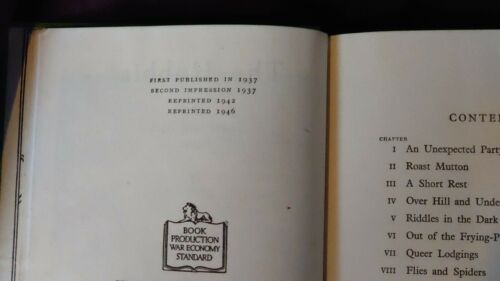 FIRST PUBLISHED IN 1937
SECOND IMPRESSION 1937
REPRINTED 1942
REPRINTED 1946
BOOK
PRODUCTION
WAR ECONOMY
STANDARD
CONTE
CHAPTER
I An Unexpected Party
II Roast Mutton
III A Short Rest
IV Over Hill and Unde
V Riddles in the Dark
VI Out of the Frying-P
VII Queer Lodgings
VIII Flies and Spiders